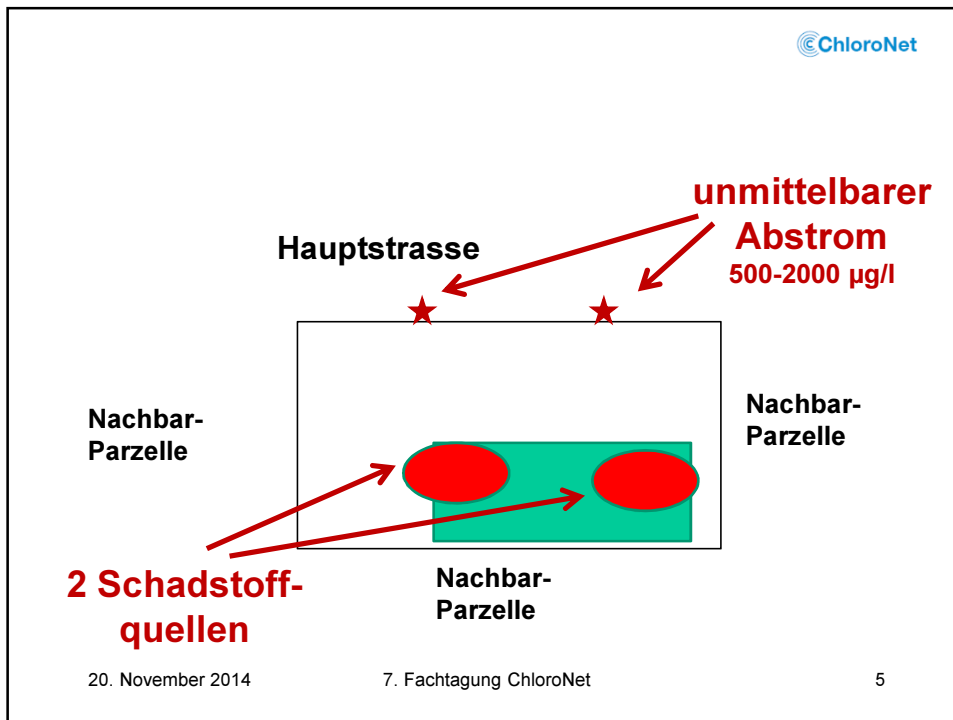 ChloroNet
unmittelbarer
Abstrom
500-2000 µg/l
Hauptstrasse
Nachbar-
Parzelle
Nachbar-
Parzelle
2 Schadstoff-
quellen
Nachbar-
Parzelle
20. November 2014 7. Fachtagung ChloroNet 5